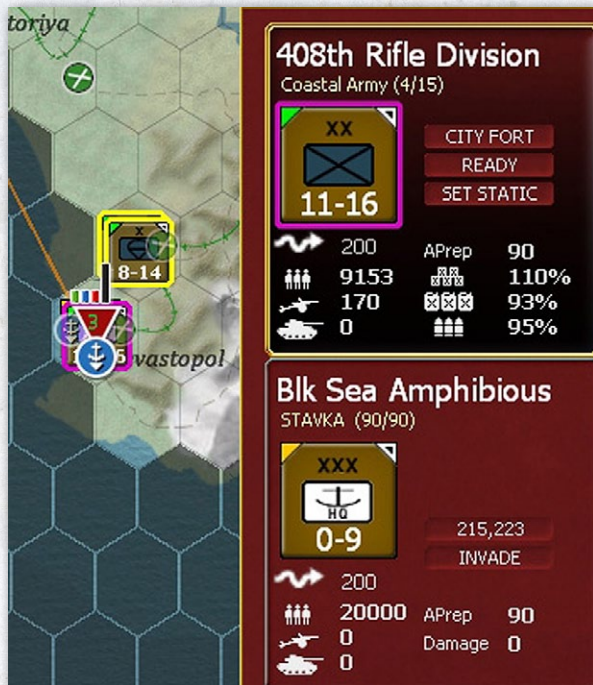 toriya
XX
8-14
3
vastopol
408th Rifle Division
Coastal Army (4/15)
XX
11-16
CITY FORT
READY
SET STATIC
200
APrep 90
9153
110%
170
93%
0
95%
Blk Sea Amphibious
STAVKA (90/90)
XXX
HQ
0-9
215,223
INVADE
200
20000
APrep 90
0
Damage 0
0